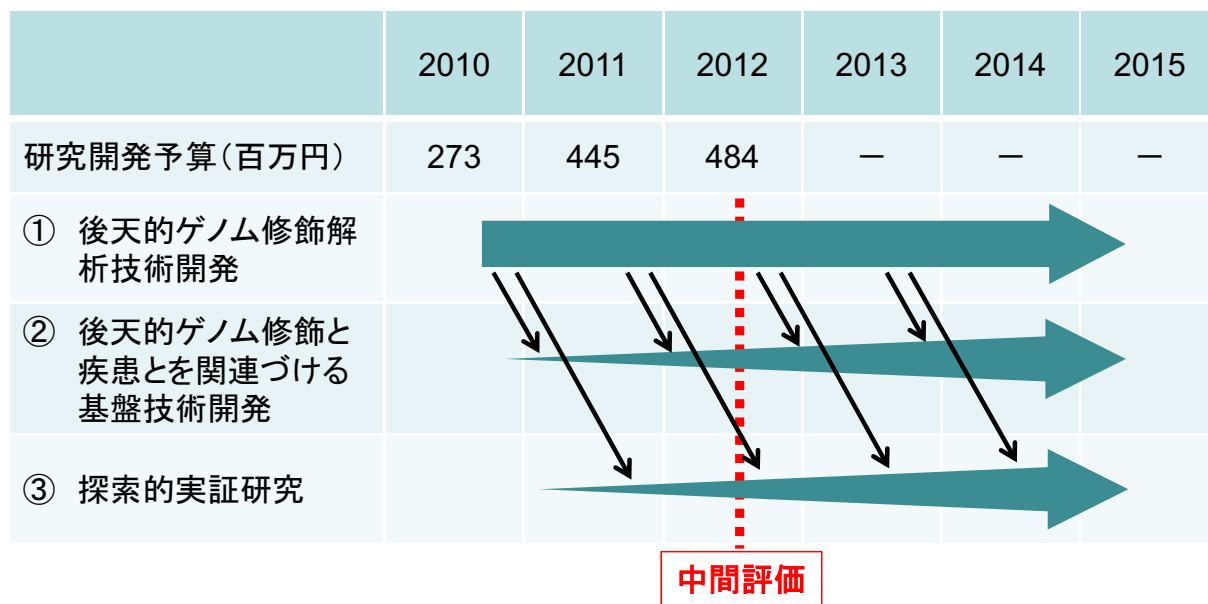 2010 2011 2012 2013 2014 2015
研究開発予算(百万円) 273 445 484 － － －
① 後天的ゲノム修飾解
析技術開発
② 後天的ゲノム修飾と
疾患とを関連づける
基盤技術開発
③ 探索的実証研究
中間評価